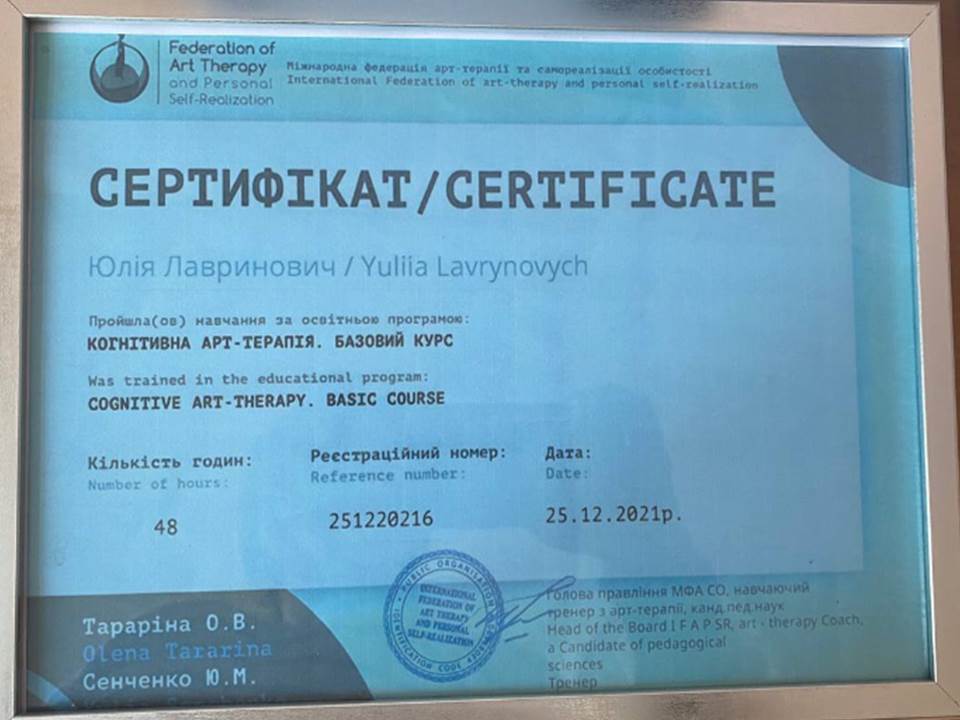 Federation of
Art Therapy
and Personal
Self-Realization
Міжнародна федерація арт-терапії та самореалізації особистості
International Federation of art-therapy and personal self-realization
СЕРТИФІКАТ/CERTIFICATE
Юлія Лавринович / Yuliia Lavrynovych
Пройшла(ов) навчання за освітньою програмою:
КОГНІТИВНА АРТ-ТЕРАПІЯ. БАЗОВИЙ КУРС
Was trained in the educational program:
COGNITIVE ART-THERAPY. BASIC COURSE
Кількість годин:
Number of hours:
48
Реєстраційний номер:
Reference number:
251220216
Дата:
Date:
25.12.2021р.
Тараріна О.В.
Olena Tararina
Сенченко Ю.М.
PUBLIC ORGANISATION
INTERNATIONAL
FEDERATION OF
ART THERAPY
AND PERSONAL
SELF-REALIZATION
IDENTIFICATION CODE
Голова правління МФА СО, навчаючий
тренер з арт-терапії, канд.пед.наук
Head of the Board I F A P SR, art - therapy Coach,
a Candidate of pedagogical
sciences
Тренер